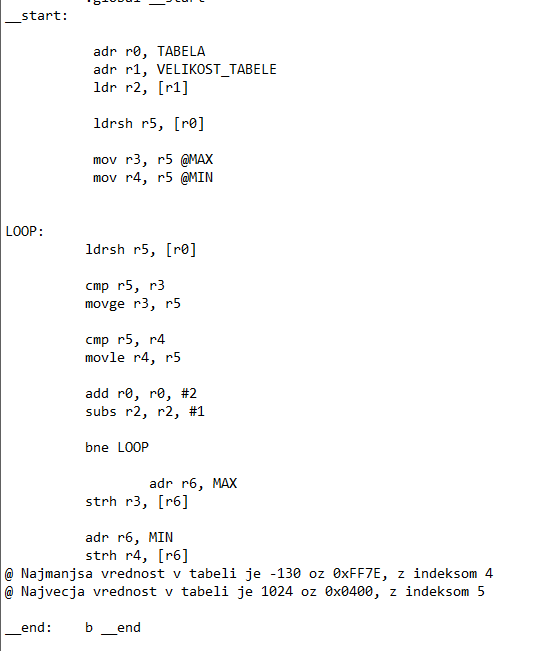 .global __start
__start:
adr r0, TABELA
adr r1, VELIKOST_TABELE
ldr r2, [r1]
ldrsh r5, [r0]
mov r3, r5 @MAX
mov r4, r5 @MIN
LOOP:
ldrsh r5, [r0]
cmp r5, r3
movge r3, r5
cmp r5, r4
movle r4, r5
add r0, r0, #2
subs r2, r2, #1
bne LOOP
adr r6, MAX
strh r3, [r6]
adr r6, MIN
strh r4, [r6]
@ Najmanjsa vrednost v tabeli je -130 oz 0xFF7E, z indeksom 4
@ Najvecja vrednost v tabeli je 1024 oz 0x0400, z indeksom 5
__end: b __end